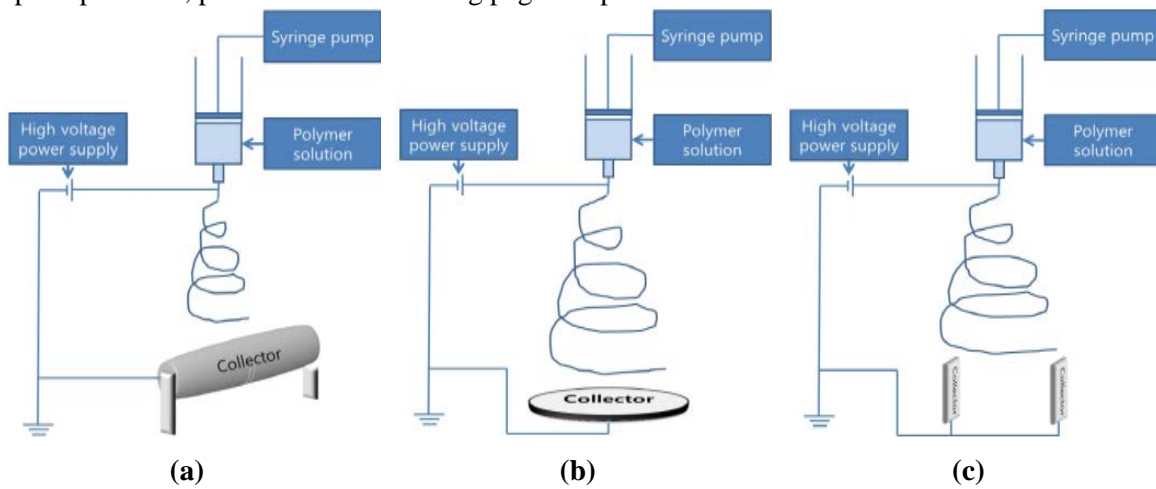 Syringe pump
High voltage
power supply
Polymer
solution
Collector
(a)
Syringe pump
High voltage
power supply
Polymer
solution
Collector
(b)
Syringe pump
High voltage
power supply
Polymer
solution
Collector
Collector
(c)